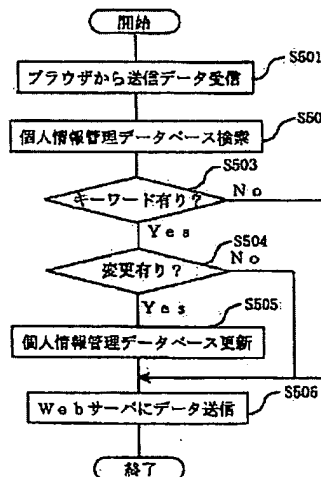 開始
S501
ブラウザから送信データ受信
S50
個人情報管理データベース検索
S503
キーワード有り?
No
Yes
S504
変更有り?
No
Yes
S505
個人情報管理データベース更新
S506
Webサーバにデータ送信
終了